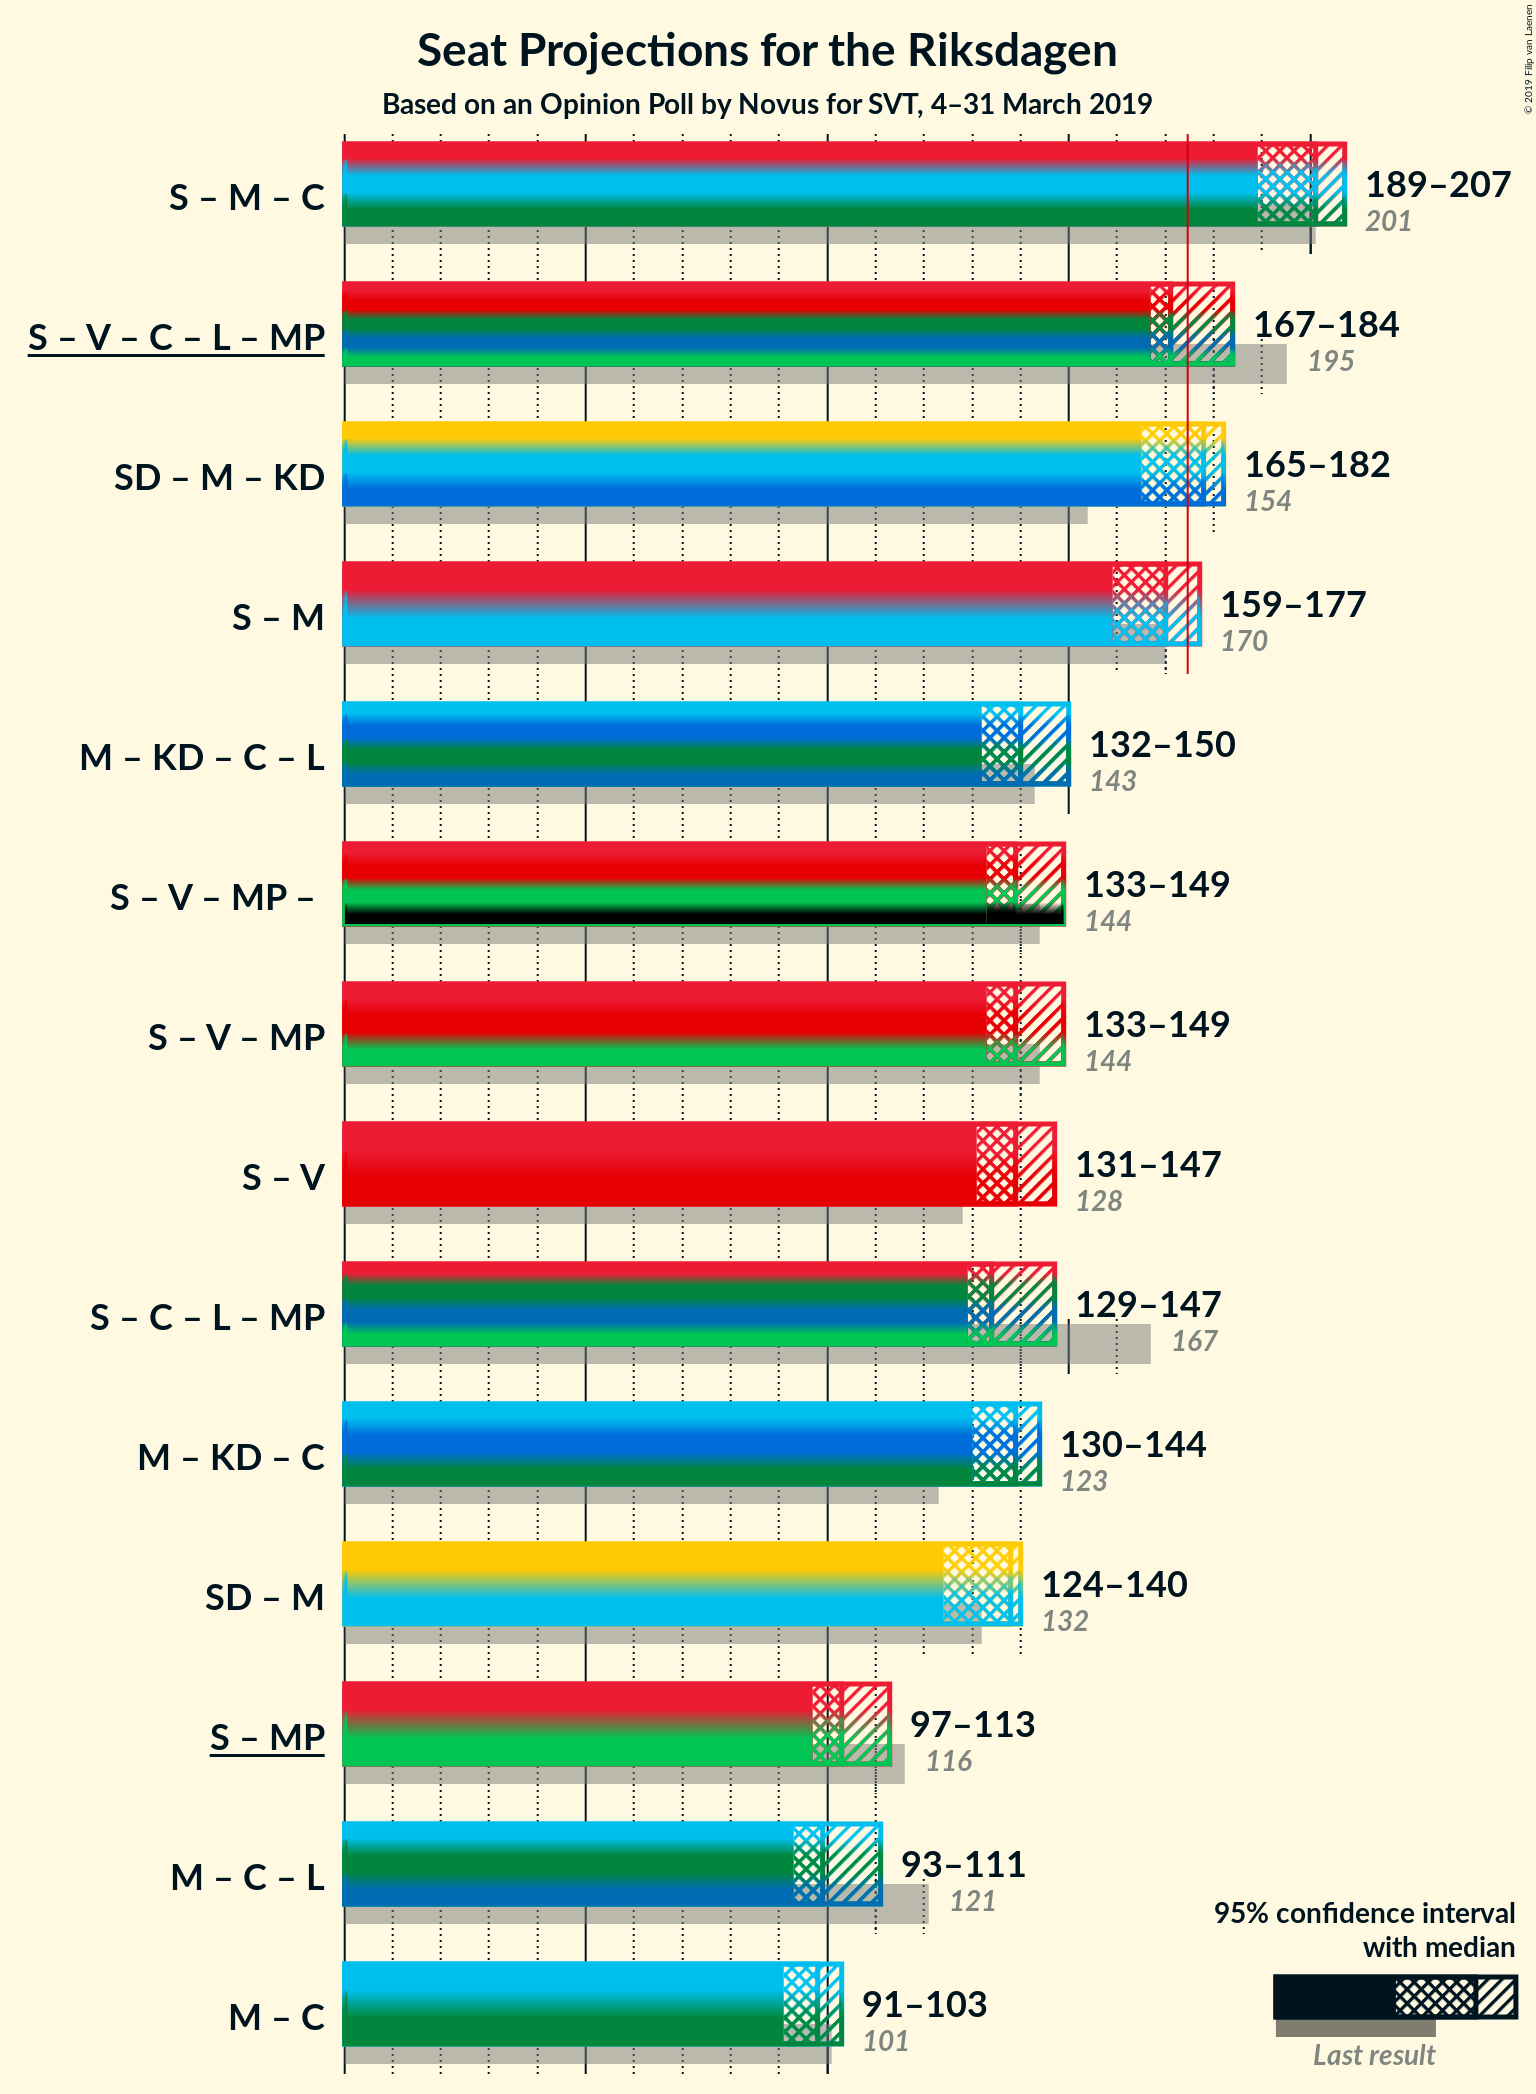 Seat Projections for the Riksdagen
Based on an Opinion Poll by Novus for SVT, 4–31 March 2019
© 2019 Filip van Laenen
S – M – C
189–207
201
S – V – C – L – MP
167–184
195
SD – M – KD
165–182
154
S – M
159–177
170
M – KD – C – L
132–150
143
S – V – MP –
133–149
144
S – V – MP
133–149
144
S – V
131–147
128
S – C – L – MP
129–147
167
M – KD – C
130–144
123
SD – M
124–140
132
S – MP
97–113
116
M – C – L
93–111
121
M – C
91–103
101
95% confidence interval
with median
Last result